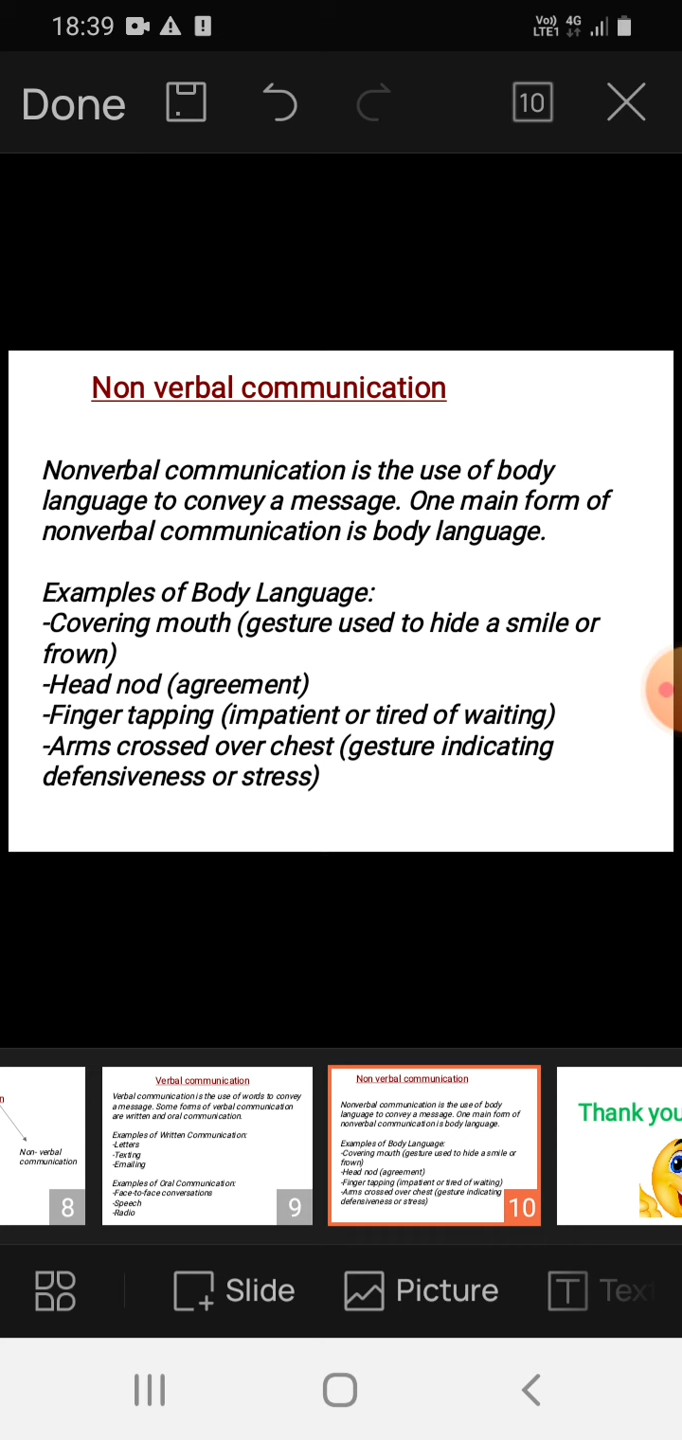 18:39
Vo)) 4G
LTE1
Done
10
Non verbal communication
Nonverbal communication is the use of body
language to convey a message. One main form of
nonverbal communication is body language.
Examples of Body Language:
-Covering mouth (gesture used to hide a smile or
frown)
-Head nod (agreement)
-Finger tapping (impatient or tired of waiting)
-Arms crossed over chest (gesture indicating
defensiveness or stress)
n
Non- verbal
communication
8
Verbal communication
Verbal communication is the use of words to convey
a message. Some forms of verbal communication
are written and oral communication.
Examples of Written Communication:
-Letters
-Texting
-Emailing
Examples of Oral Communication:
-Face-to-face conversations
-Speech
-Radio
9
Non verbal communication
Nonverbal communication is the use of body
language to convey a message. One main form of
nonverbal communication is body language.
Examples of Body Language:
-Covering mouth (gesture used to hide a smile or
frown)
-Head nod (agreement)
-Finger tapping (impatient or tired of waiting)
-Arms crossed over chest (gesture indicating
defensiveness or stress)
10
Thank you
Slide
Picture
T Tex